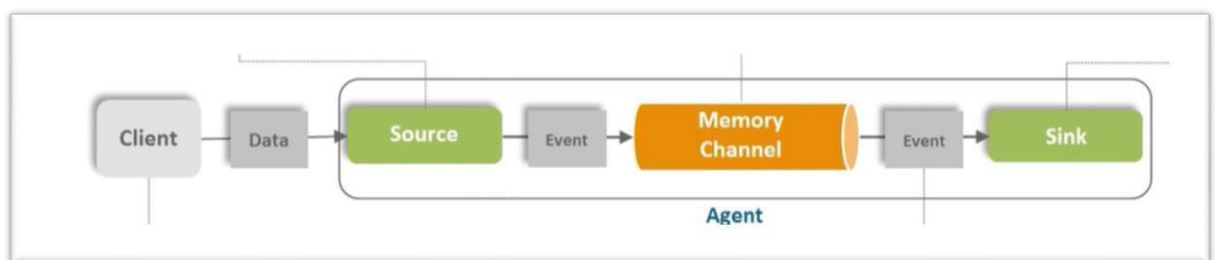 Client
Data
Source
Event
Memory
Channel
Event
Sink
Agent